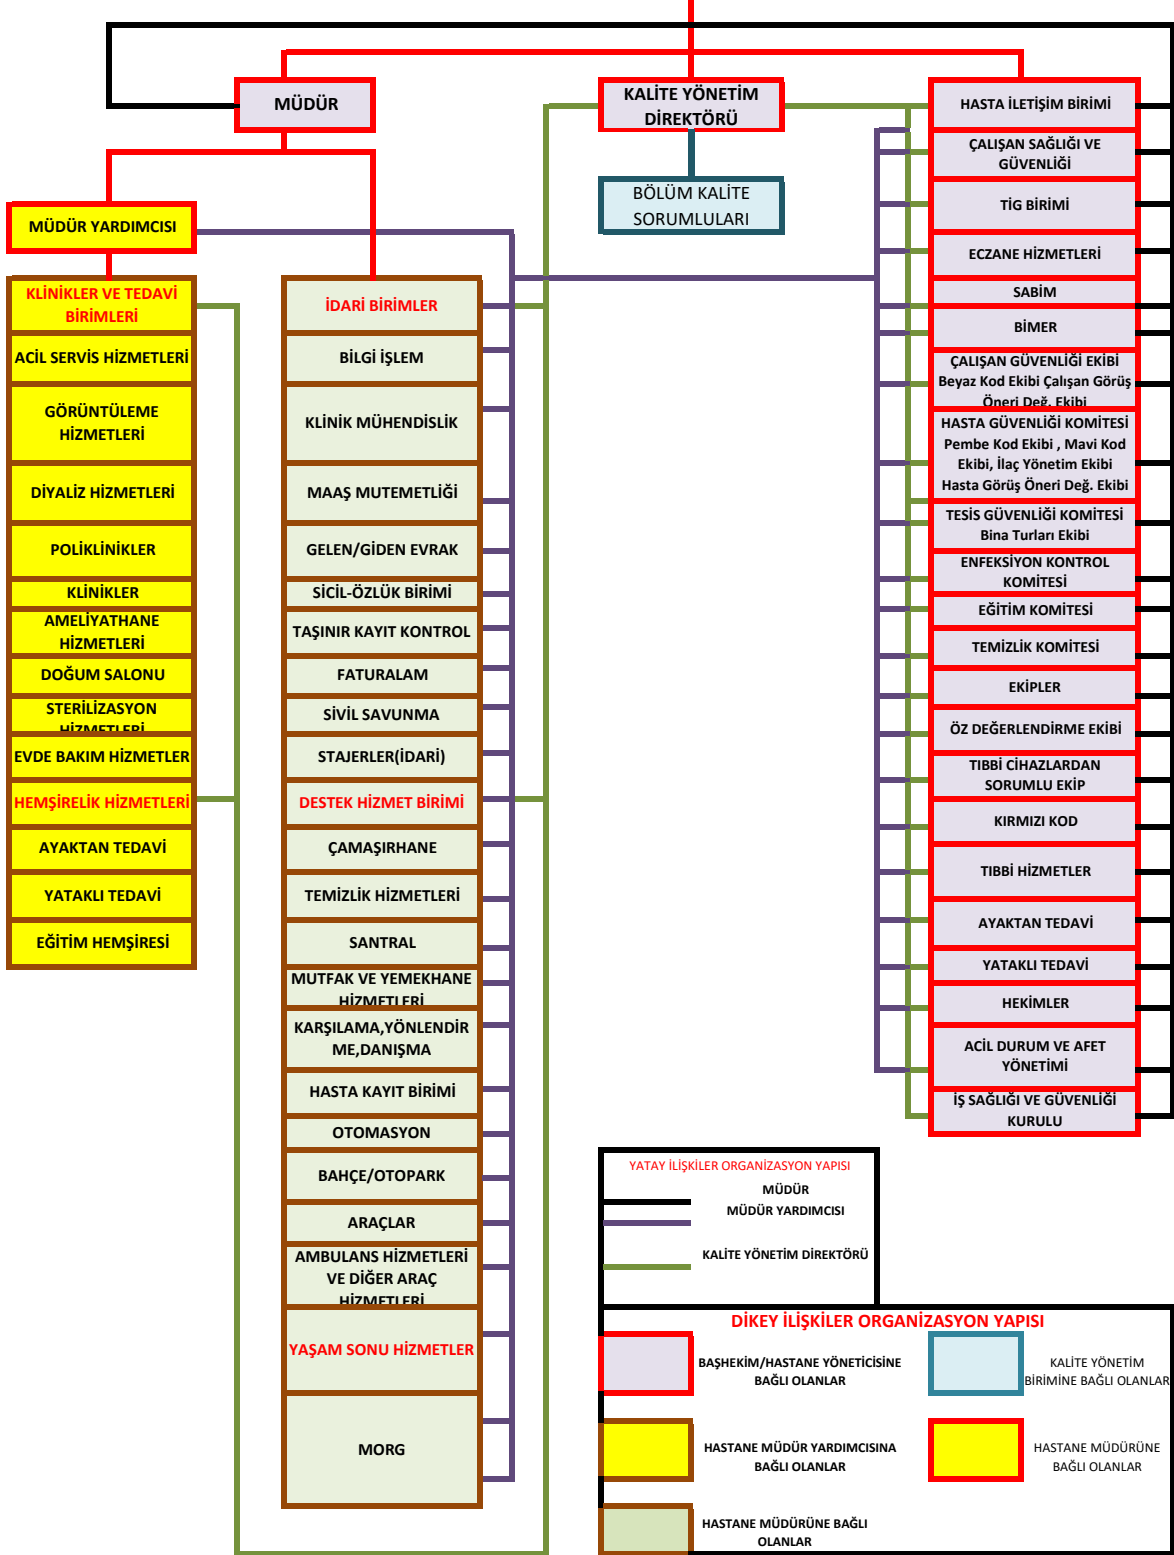 MÜDÜR
KALİTE YÖNETİM
DİREKTÖRÜ
BÖLÜM KALİTE
SORUMLULARI
MÜDÜR YARDIMCISI
KLİNİKLER VE TEDAVİ
BİRİMLERİ
ACİL SERVİS HİZMETLERİ
GÖRÜNTÜLEME
HİZMETLERİ
DİYALİZ HİZMETLERİ
POLİKLİNİKLER
KLİNİKLER
AMELİYATHANE
HİZMETLERİ
DOĞUM SALONU
STERİLİZASYON
HİZMETLERİ
EVDE BAKIM HİZMETLER
HEMŞİRELİK HİZMETLERİ
AYAKTAN TEDAVİ
YATAKLI TEDAVİ
EĞİTİM HEMŞİRESİ
İDARİ BİRİMLER
BİLGİ İŞLEM
KLİNİK MÜHENDİSLİK
MAAŞ MUTEMETLİĞİ
GELEN/GİDEN EVRAK
SİCİL-ÖZLÜK BİRİMİ
TAŞINIR KAYIT KONTROL
FATURALAM
SİVİL SAVUNMA
STAJERLER(İDARİ)
DESTEK HİZMET BİRİMİ
ÇAMAŞIRHANE
TEMİZLİK HİZMETLERİ
SANTRAL
MUTFAK VE YEMEKHANE
HİZMETLERİ
KARŞILAMA,YÖNLENDİR
ME,DANIŞMA
HASTA KAYIT BİRİMİ
OTOMASYON
BAHÇE/OTOPARK
ARAÇLAR
AMBULANS HİZMETLERİ
VE DİĞER ARAÇ
HİZMETLERİ
YAŞAM SONU HİZMETLER
MORG
HASTA İLETİŞİM BİRİMİ
ÇALIŞAN SAĞLIĞI VE
GÜVENLİĞİ
TİG BİRİMİ
ECZANE HİZMETLERİ
SABİM
BİMER
ÇALIŞAN GÜVENLİĞİ EKİBİ
Beyaz Kod Ekibi Çalışan Görüş
Öneri Değ. Ekibi
HASTA GÜVENLİĞİ KOMİTESİ
Pembe Kod Ekibi , Mavi Kod
Ekibi, İlaç Yönetim Ekibi
Hasta Görüş Öneri Değ. Ekibi
TESİS GÜVENLİĞİ KOMİTESİ
Bina Turları Ekibi
ENFEKSİYON KONTROL
KOMİTESİ
EĞİTİM KOMİTESİ
TEMİZLİK KOMİTESİ
EKİPLER
ÖZ DEĞERLENDİRME EKİBİ
TIBBİ CİHAZLARDAN
SORUMLU EKİP
KIRMIZI KOD
TIBBİ HİZMETLER
AYAKTAN TEDAVİ
YATAKLI TEDAVİ
HEKİMLER
ACİL DURUM VE AFET
YÖNETİMİ
İŞ SAĞLIĞI VE GÜVENLİĞİ
KURULU
YATAY İLİŞKİLER ORGANİZASYON YAPISI
MÜDÜR
MÜDÜR YARDIMCISI
KALİTE YÖNETİM DİREKTÖRÜ
DİKEY İLİŞKİLER ORGANİZASYON YAPISI
BAŞHEKİM/HASTANE YÖNETİCİSİNE
BAĞLI OLANLAR
KALİTE YÖNETİM
BİRİMİNE BAĞLI OLANLAR
HASTANE MÜDÜR YARDIMCISINA
BAĞLI OLANLAR
HASTANE MÜDÜRÜNE
BAĞLI OLANLAR
HASTANE MÜDÜRÜNE BAĞLI
OLANLAR